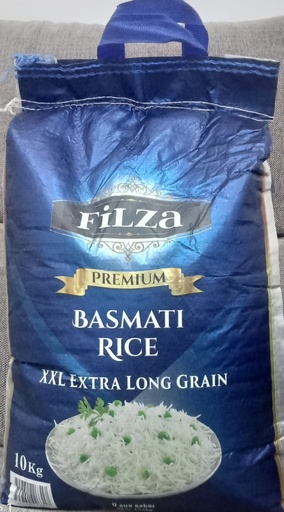 FiLZa
PREMIUM
BASMATI
RICE
XXL EXTRA LONG GRAIN
10Kg